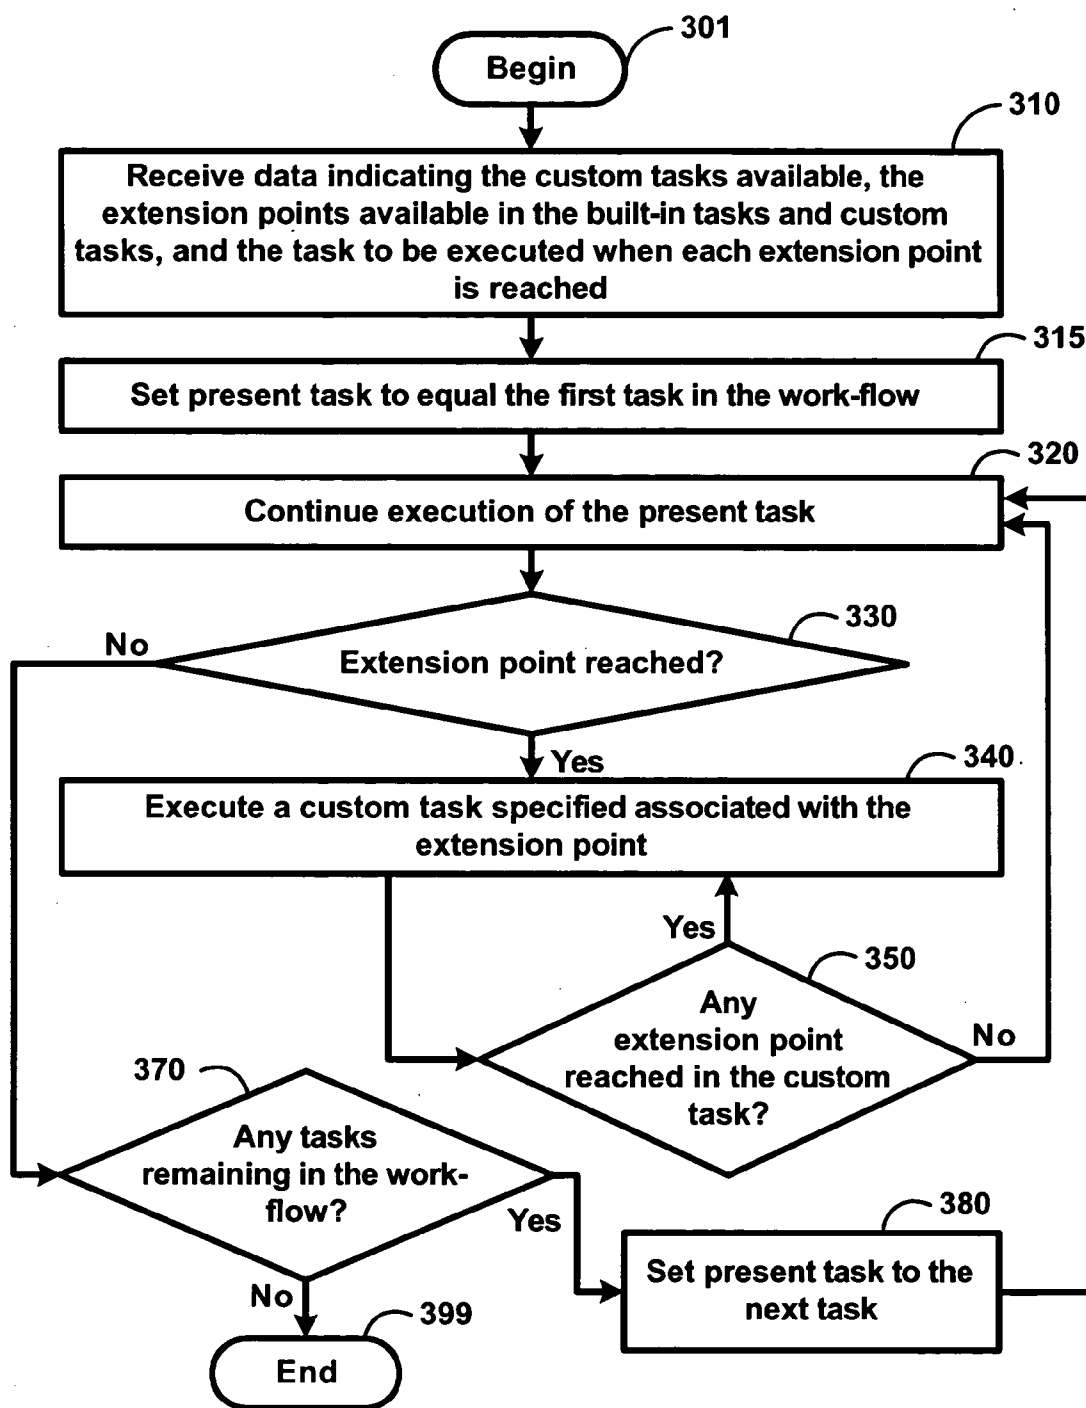 301
Begin
310
Receive data indicating the custom tasks available, the
extension points available in the built-in tasks and custom
tasks, and the task to be executed when each extension point
is reached
315
Set present task to equal the first task in the work-flow
320
Continue execution of the present task
330
No
Extension point reached?
Yes
340
Execute a custom task specified associated with the
extension point
Yes
350
Any
extension point
reached in the custom
task?
No
370
Any tasks
remaining in the work-
flow?
Yes
380
Set present task to the
next task
No
399
End